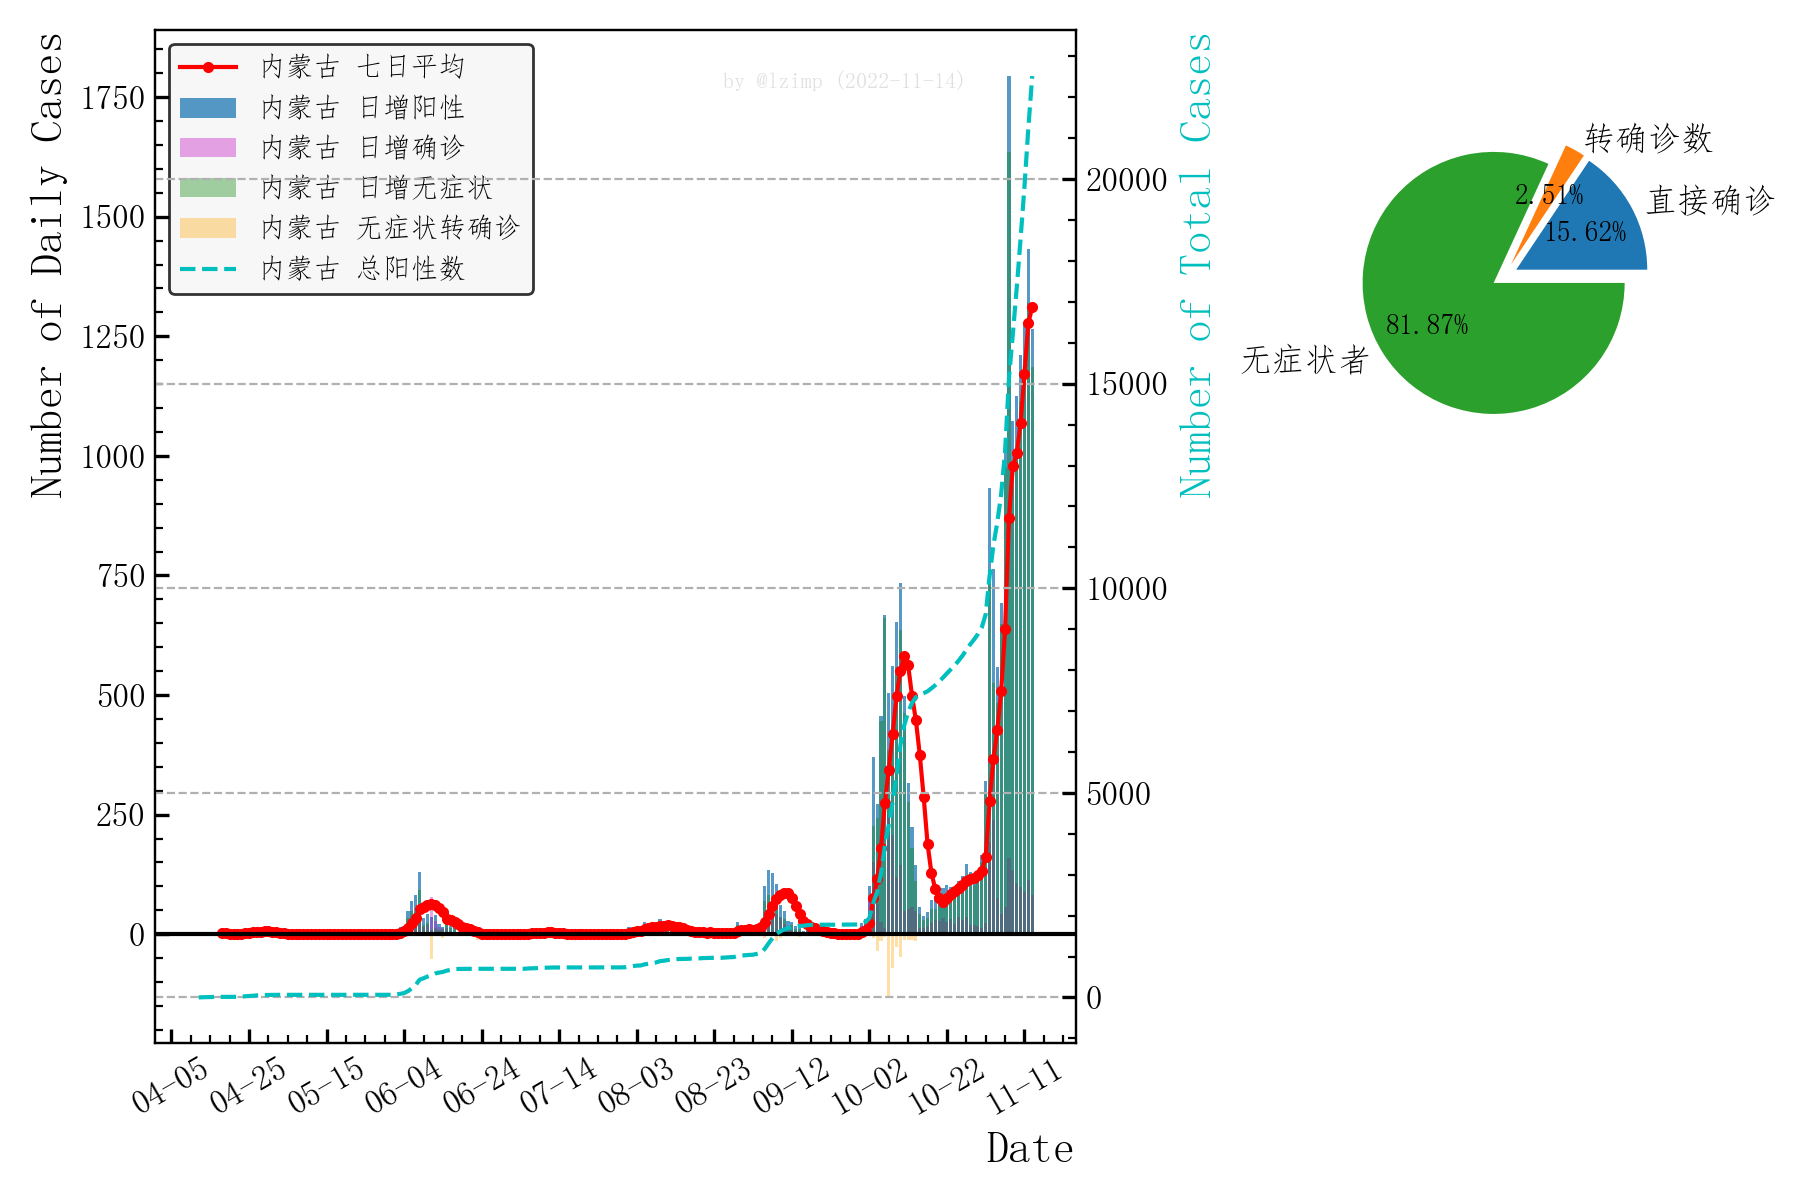 Number of Daily Cases
1750
1500
1250
1000
750
500
250
0
内蒙古 七日平均
内蒙古 日增阳性
内蒙古 日增确诊
内蒙古 日增无症状
内蒙古 无症状转确诊
内蒙古 总阳性数
by @lzimp (2022-11-14)
20000
15000
10000
5000
0
Number of Total Cases
04-05
04-25
05-15
06-04
06-24
07-14
08-03
08-23
09-12
10-02
10-22
11-11
Date
转确诊数
2.51%
直接确诊
15.62%
81.87%
无症状者